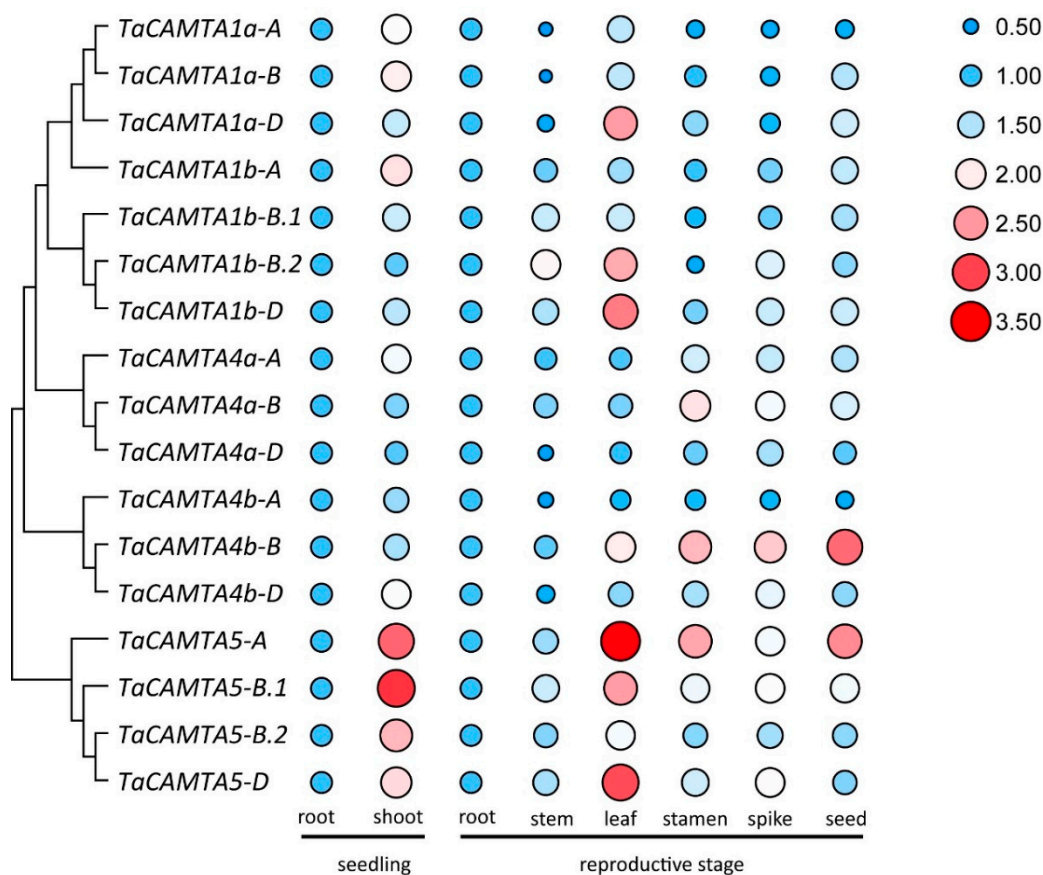 TaCAMTA1a-A
TaCAMTA1a-B
TaCAMTA1a-D
TaCAMTA1b-A
TaCAMTA1b-B.1
TaCAMTA1b-B.2
TaCAMTA1b-D
TaCAMTA4a-A
TaCAMTA4a-B
TaCAMTA4a-D
TaCAMTA4b-A
TaCAMTA4b-B
TaCAMTA4b-D
TaCAMTA5-A
TaCAMTA5-B.1
TaCAMTA5-B.2
TaCAMTA5-D
root shoot root stem leaf stamen spike seed
seedling reproductive stage
0.50
1.00
1.50
2.00
2.50
3.00
3.50